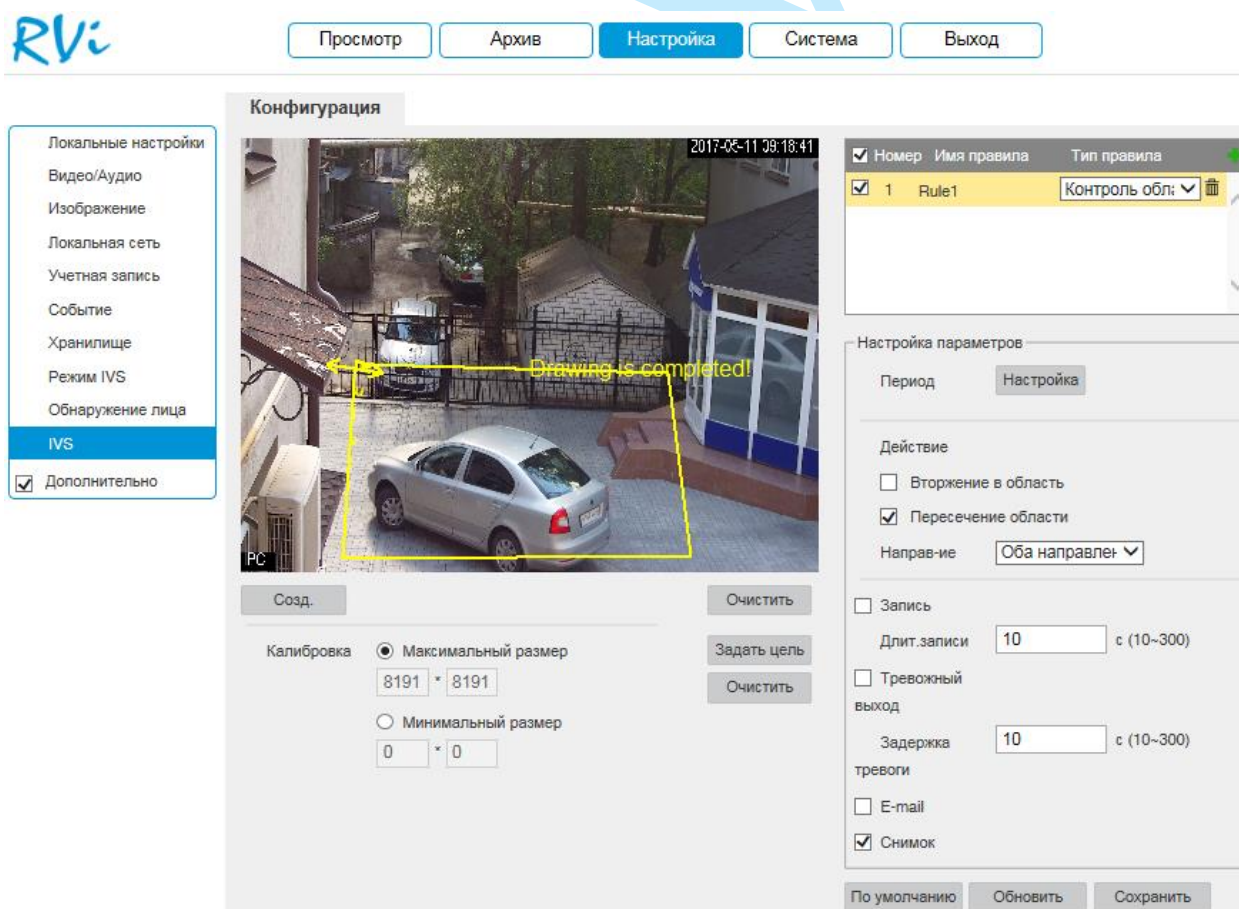 RVi
Просмотр Архив Настройка Система Выход
Конфигурация
Локальные настройки
Видео/Аудио
Изображение
Локальная сеть
Учетная запись
Событие
Хранилище
Режим IVS
Обнаружение лица
IVS
Дополнительно
2017-05-11 09:18:41
Drawing is completed!
IPC
Созд. Очистить
Калибровка Максимальный размер Задать цель
8191 * 8191 Очистить
Минимальный размер
0 * 0
Номер Имя правила Тип правила
1 Rule1 Контроль обла
Настройка параметров
Период Настройка
Действие
Вторжение в область
Пересечение области
Направ-ие Оба направлен
Запись
Длит.записи 10 с (10~300)
Тревожный
выход
Задержка 10 с (10~300)
тревоги
E-mail
Снимок
По умолчанию Обновить Сохранить